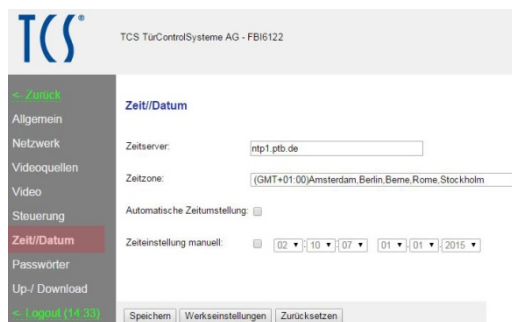 TCS®
TCS TürControlSysteme AG - FBI6122
<- Zurück
Allgemein
Netzwerk
Videoquellen
Video
Steuerung
Zeit//Datum
Passwörter
Up-/ Download
<- Logout (14:33)
Zeit//Datum
Zeitserver: ntp1.ptb.de
Zeitzone: (GMT+01:00)Amsterdam,Berlin,Berne,Rome,Stockholm
Automatische Zeitumstellung:
Zeiteinstellung manuell: 02 : 10 : 07 01 . 01 . 2015
Speichern Werkseinstellungen Zurücksetzen